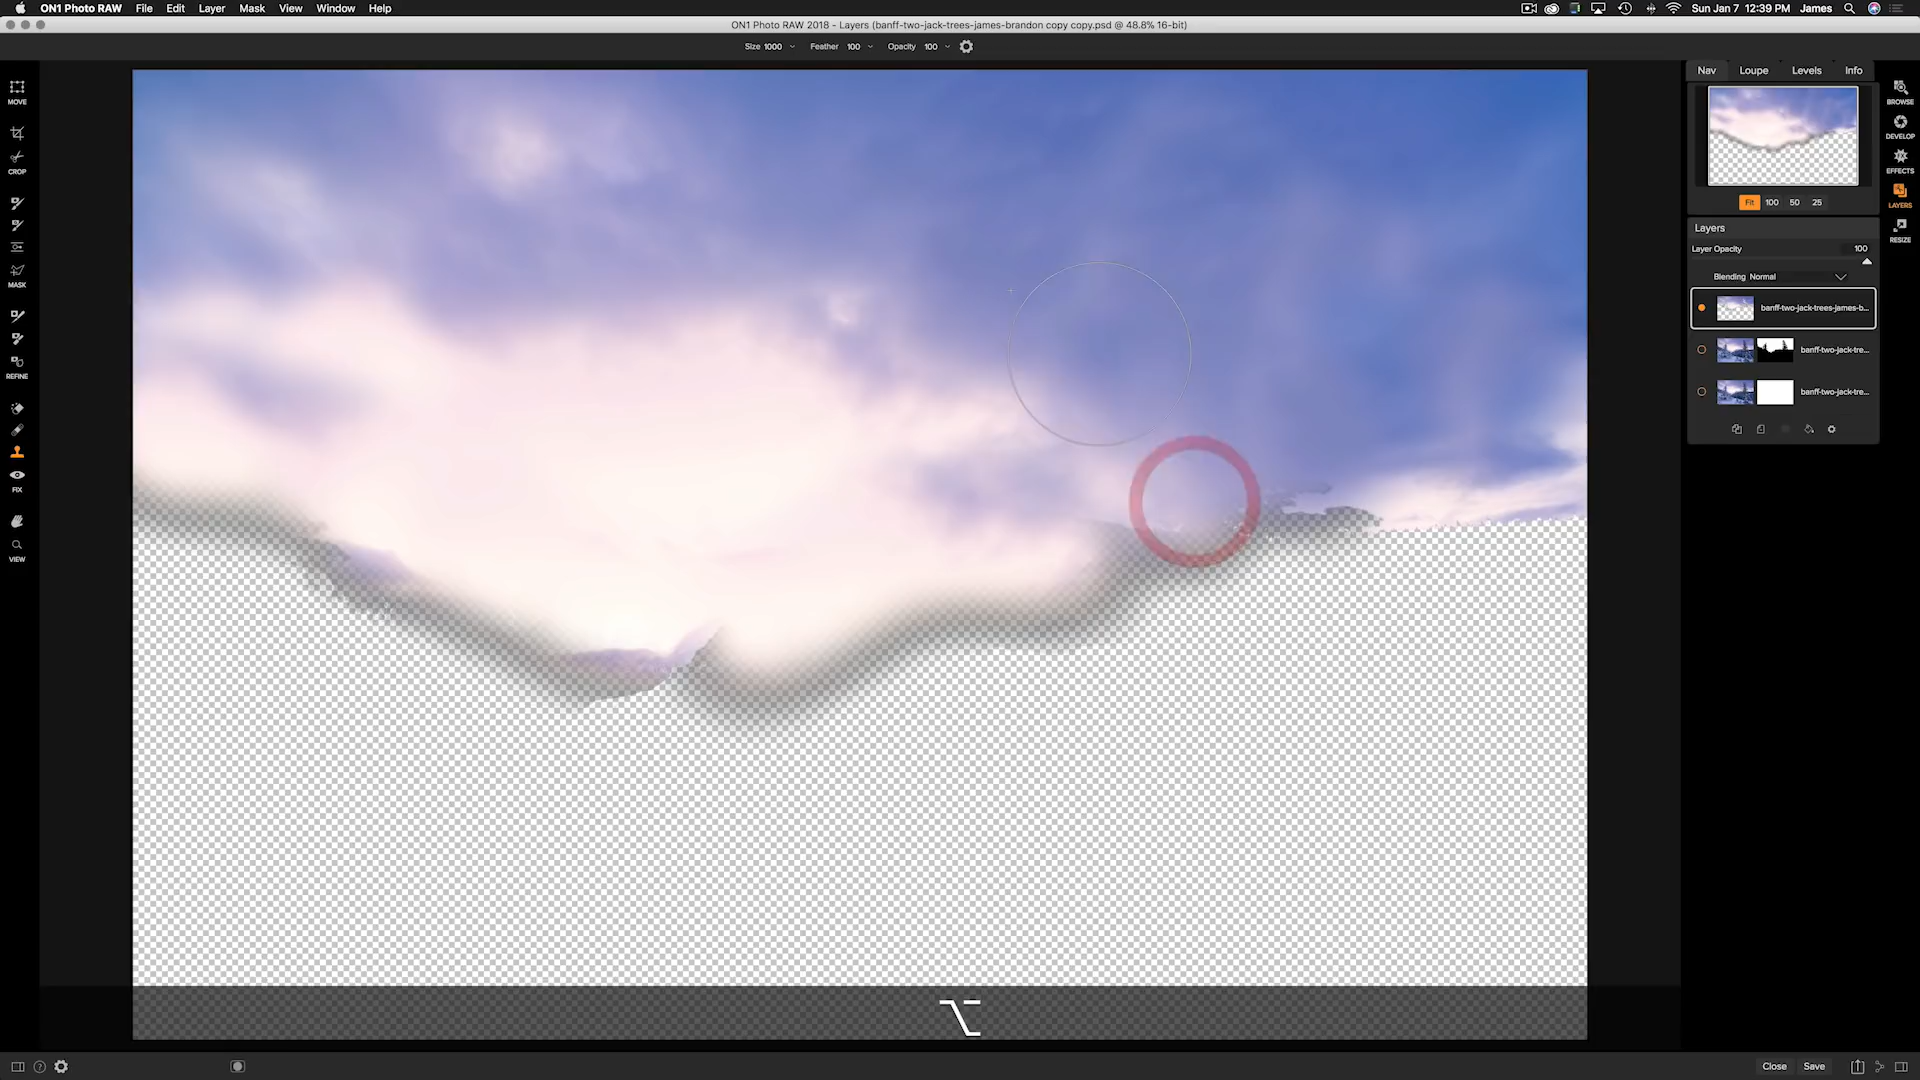 ON1 Photo RAW File Edit Layer Mask View Window Help
Sun Jan 7 12:39 PM James
ON1 Photo RAW 2018 - Layers (banff-two-jack-trees-james-brandon copy copy.psd @ 48.8% 16-bit)
Size 1000 Feather 100 Opacity 100
Nav Loupe Levels Info
MOVE
CROP
MASK
REFINE
FIX
VIEW
BROWSE
DEVELOP
EFFECTS
LAYERS
RESIZE
Fit 100 50 25
Layers
Layer Opacity 100
Blending Normal
banff-two-jack-trees-james-b...
banff-two-jack-tre...
banff-two-jack-tre...
⌥
Close Save